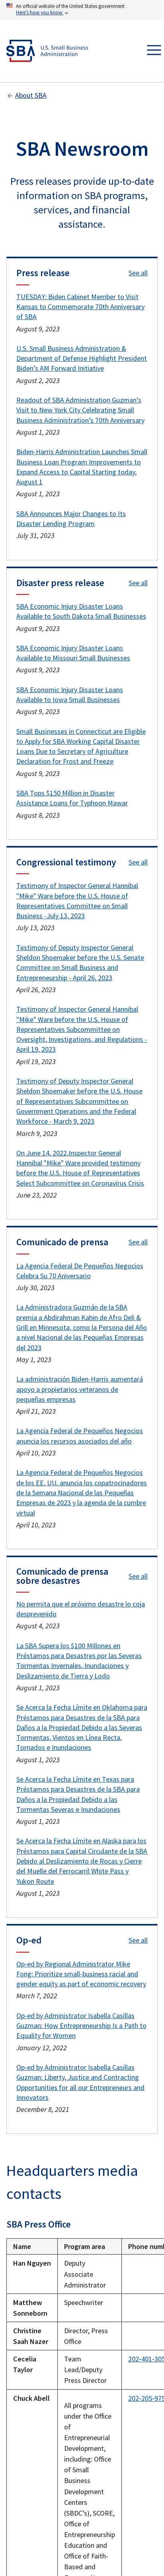 An official website of the United States government
Here's how you know
SBA
U.S. Small Business
Administration
About SBA
SBA Newsroom
Press releases provide up-to-date
information on SBA programs,
services, and financial
assistance.
Press release
See all
TUESDAY: Biden Cabinet Member to Visit
Kansas to Commemorate 70th Anniversary
of SBA
August 9, 2023
U.S. Small Business Administration &
Department of Defense Highlight President
Biden's AM Forward Initiative
August 2, 2023
Readout of SBA Administration Guzman's
Visit to New York City Celebrating Small
Business Administration's 70th Anniversary
August 1, 2023
Biden-Harris Administration Launches Small
Business Loan Program Improvements to
Expand Access to Capital Starting today,
August 1
August 1, 2023
SBA Announces Major Changes to Its
Disaster Lending Program
July 31, 2023
Disaster press release
See all
SBA Economic Injury Disaster Loans
Available to South Dakota Small Businesses
August 9, 2023
SBA Economic Injury Disaster Loans
Available to Missouri Small Businesses
August 9, 2023
SBA Economic Injury Disaster Loans
Available to Iowa Small Businesses
August 9, 2023
Small Businesses in Connecticut are Eligible
to Apply for SBA Working Capital Disaster
Loans Due to Secretary of Agriculture
Declaration for Frost and Freeze
August 9, 2023
SBA Tops $150 Million in Disaster
Assistance Loans for Typhoon Mawar
August 8, 2023
Congressional testimony
See all
Testimony of Inspector General Hannibal
"Mike" Ware before the U.S. House of
Representatives Committee on Small
Business -July 13, 2023
July 13, 2023
Testimony of Deputy Inspector General
Sheldon Shoemaker before the U.S. Senate
Committee on Small Business and
Entrepreneurship - April 26, 2023
April 26, 2023
Testimony of Inspector General Hannibal
"Mike" Ware before the U.S. House of
Representatives Subcommittee on
Oversight, Investigations, and Regulations -
April 19, 2023
April 19, 2023
Testimony of Deputy Inspector General
Sheldon Shoemaker before the U.S. House
of Representatives Subcommittee on
Government Operations and the Federal
Workforce - March 9, 2023
March 9, 2023
On June 14, 2022,Inspector General
Hannibal "Mike" Ware provided testimony
before the U.S. House of Representatives
Select Subcommittee on Coronavirus Crisis
June 23, 2022
Comunicado de prensa
See all
La Agencia Federal De Pequeños Negocios
Celebra Su 70 Aniversario
July 30, 2023
La Administradora Guzmán de la SBA
premia a Abdirahman Kahin de Afro Deli &
Grill en Minnesota, como la Persona del Año
a nivel Nacional de las Pequeñas Empresas
del 2023
May 1, 2023
La administración Biden-Harris aumentará
apoyo a propietarios veteranos de
pequeñas empresas
April 21, 2023
La Agencia Federal de Pequeños Negocios
anuncia los recursos asociados del año
April 10, 2023
La Agencia Federal de Pequeños Negocios
de los EE. UU. anuncia los copatrocinadores
de la Semana Nacional de las Pequeñas
Empresas de 2023 y la agenda de la cumbre
virtual
April 10, 2023
Comunicado de prensa
sobre desastres
See all
No permita que el próximo desastre lo coja
desprevenido
August 4, 2023
La SBA Supera los $100 Millones en
Préstamos para Desastres por las Severas
Tormentas Invernales, Inundaciones y
Deslizamiento de Tierra y Lodo
August 1, 2023
Se Acerca la Fecha Límite en Oklahoma para
Préstamos para Desastres de la SBA para
Daños a la Propiedad Debido a las Severas
Tormentas, Vientos en Línea Recta,
Tornados e Inundaciones
August 1, 2023
Se Acerca la Fecha Límite en Texas para
Préstamos para Desastres de la SBA para
Daños a la Propiedad Debido a las
Tormentas Severas e Inundaciones
August 1, 2023
Se Acerca la Fecha Límite en Alaska para los
Préstamos para Capital Circulante de la SBA
Debido al Deslizamiento de Rocas y Cierre
del Muelle del Ferrocarril White Pass y
Yukon Route
August 1, 2023
Op-ed
See all
Op-ed by Regional Administrator Mike
Fong: Prioritize small-business racial and
gender equity as part of economic recovery
March 7, 2022
Op-ed by Administrator Isabella Casillas
Guzman: How Entrepreneurship Is a Path to
Equality for Women
January 12, 2022
Op-ed by Administrator Isabella Casillas
Guzman: Liberty, Justice and Contracting
Opportunities for all our Entrepreneurs and
Innovators
December 8, 2021
Headquarters media
contacts
SBA Press Office
Name Program area Phone num
Han Nguyen Deputy
Associate
Administrator
Matthew Speechwriter
Sonneborn
Christine Director, Press
Saah Nazer Office
Cecelia Team 202-401-305
Taylor Lead/Deputy
Press Director
Chuck Abell 202-205-979
All programs
under the Office
of
Entrepreneurial
Development,
including: Office
of Small
Business
Development
Centers
(SBDC's), SCORE,
Office of
Entrepreneurship
Education and
Office of Faith-
Based and